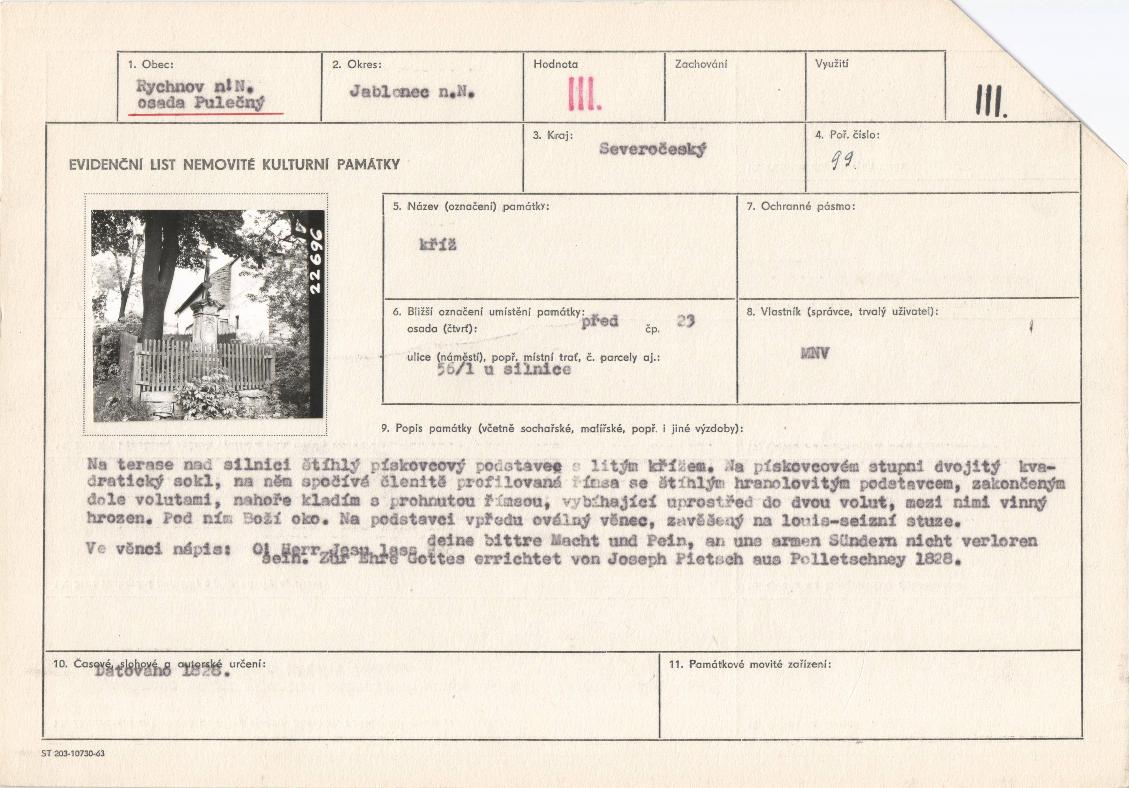 1. Obec:
Rychnov n!N.
osada Pulečný
2. Okres:
Jablonec n.N.
Hodnota
III.
Zachování
Využití
III.
EVIDENČNÍ LIST NEMOVITÉ KULTURNÍ PAMÁTKY
3. Kraj:
Severočeský
4. Poř. číslo:
99.
22696
5. Název (označení) památky:
kříž
7. Ochranné pásmo:
6. Bližší označení umístění památky:
osada (čtvrť): před čp. 23
ulice (náměstí), popř. místní trať, č. parcely aj.:
56/1 u silnice
8. Vlastník (správce, trvalý uživatel):
MNV
9. Popis památky (včetně sochařské, malířské, popř. i jiné výzdoby):
Na terase nad silnicí štíhlý pískovcový podstavec s litým křížem. Na pískovcovém stupni dvojitý kva-
dratický sokl, na něm spočívá členitě profilovaná římsa se štíhlým hranolovitým podstavcem, zakončeným
dole volutami, nahoře kladím s prohnutou římsou, vybíhající uprostřed do dvou volut, mezi nimi vinný
hrozen. Pod ním Boží oko. Na podstavci vpředu oválný věnec, zavěšený na louis-seizní stuze.
Ve věnci nápis: O! Herr Jesu lass deine bittre Macht und Pein, an uns armen Sündern nicht verloren
sein. Zur Ehre Gottes errichtet von Joseph Pietsch aus Polletschney 1828.
10. Časové, slohové a autorské určení:
Datováno 1828.
11. Památkové movité zařízení:
ST 203-10730-63